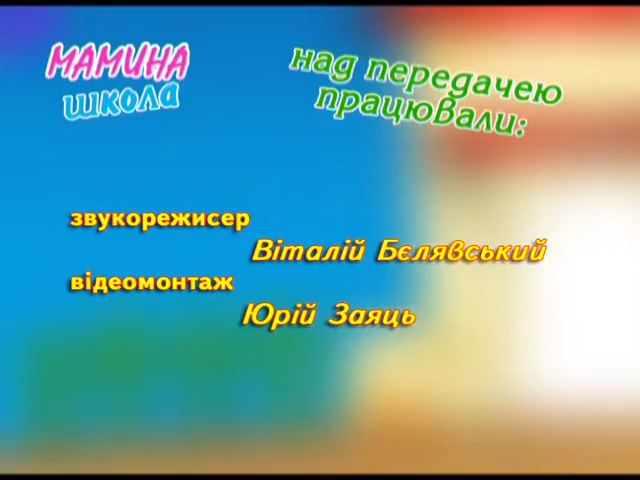 МАМИНА
школа
над передачею
працювали:
звукорежисер
Віталій Бєлявський
відеомонтаж
Юрій Заяць